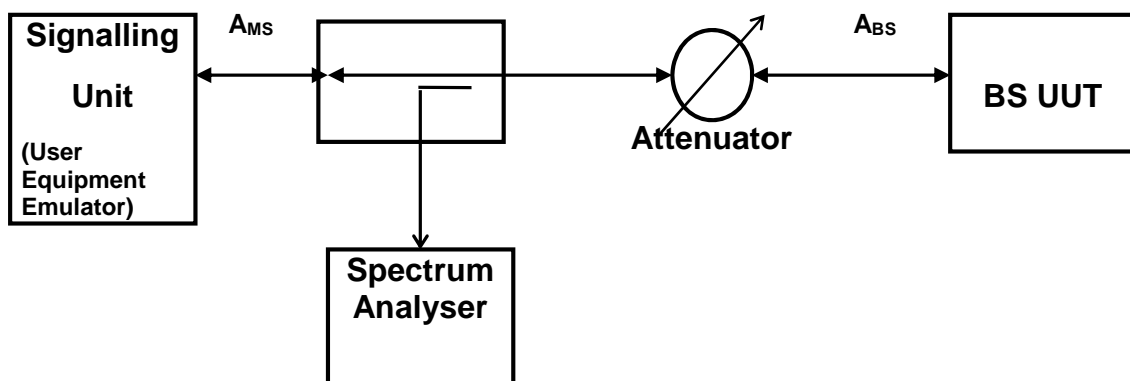 Signalling
Unit
(User
Equipment
Emulator)
AMS
Attenuator
ABS
BS UUT
Spectrum
Analyser